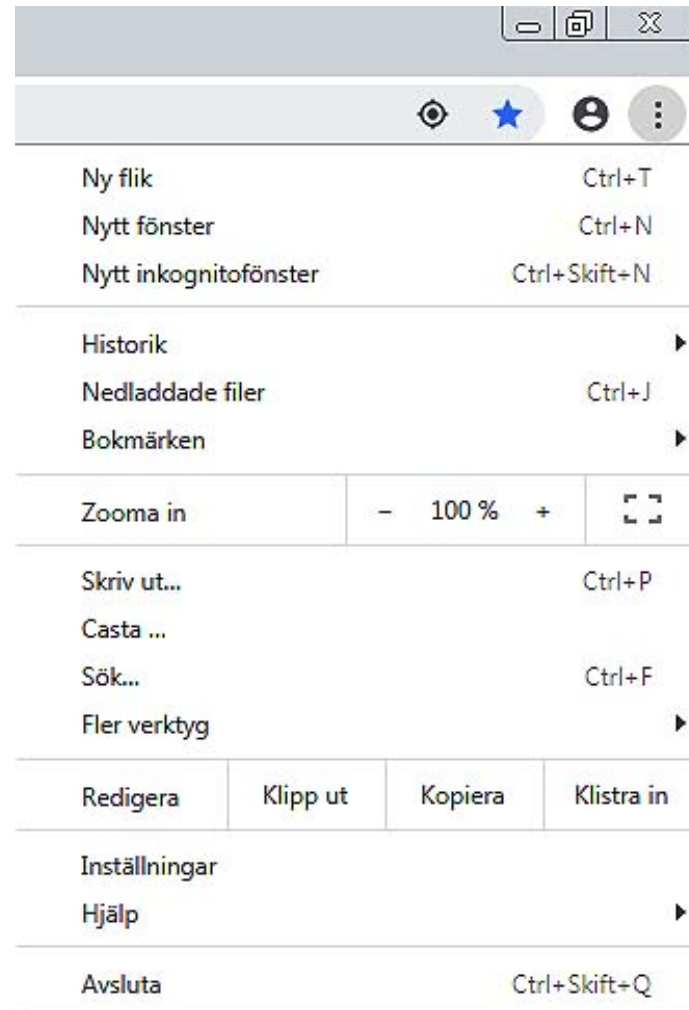 Ny flik Ctrl+T
Nytt fönster Ctrl+N
Nytt inkognitofönster Ctrl+Skift+N
Historik
Nedladdade filer Ctrl+J
Bokmärken
Zooma in - 100 % +
Skriv ut... Ctrl+P
Casta ...
Sök... Ctrl+F
Fler verktyg
Redigera Klipp ut Kopiera Klistra in
Inställningar
Hjälp
Avsluta Ctrl+Skift+Q